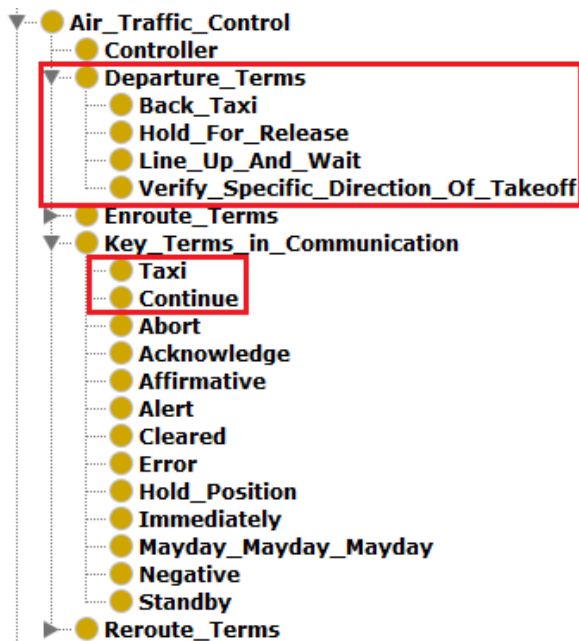 Air_Traffic_Control
Controller
Departure_Terms
Back_Taxi
Hold_For_Release
Line_Up_And_Wait
Verify_Specific_Direction_Of_Takeoff
Enroute_Terms
Key_Terms_in_Communication
Taxi
Continue
Abort
Acknowledge
Affirmative
Alert
Cleared
Error
Hold_Position
Immediately
Mayday_Mayday_Mayday
Negative
Standby
Reroute_Terms